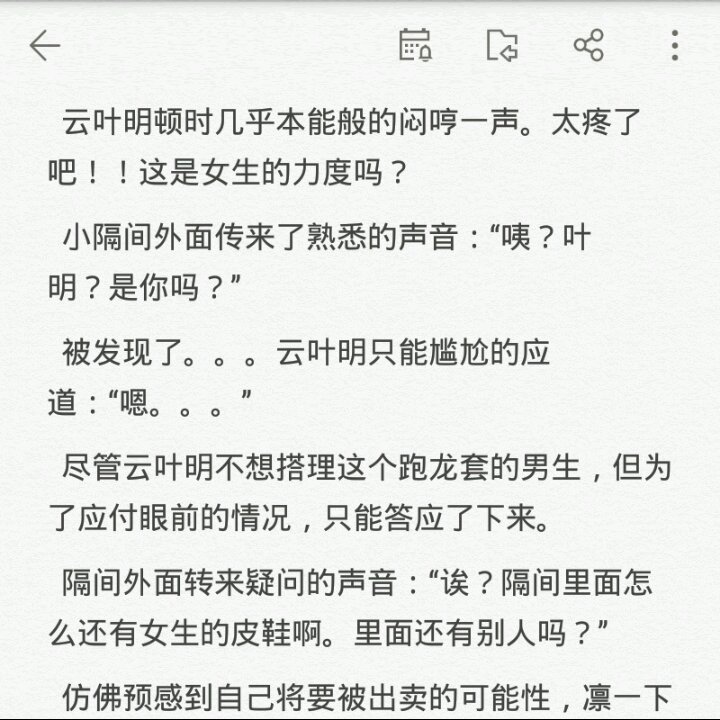 云叶明顿时几乎本能般的闷哼一声。太疼了
吧！！这是女生的力度吗？
小隔间外面传来了熟悉的声音：“咦？叶
明？是你吗？”
被发现了。。。云叶明只能尴尬的应
道：“嗯。。。”
尽管云叶明不想搭理这个跑龙套的男生，但为
了应付眼前的情况，只能答应了下来。
隔间外面转来疑问的声音：“诶？隔间里面怎
么还有女生的皮鞋啊。里面还有别人吗？”
仿佛预感到自己将要被出卖的可能性，凛一下